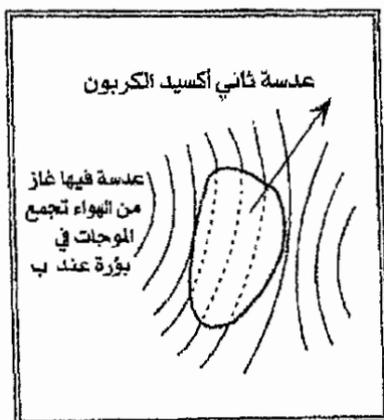 عدسة ثاني أكسيد الكربون
عدسة فيها غاز
من الهواء تجمع
الموجات في
بؤرة عند ب